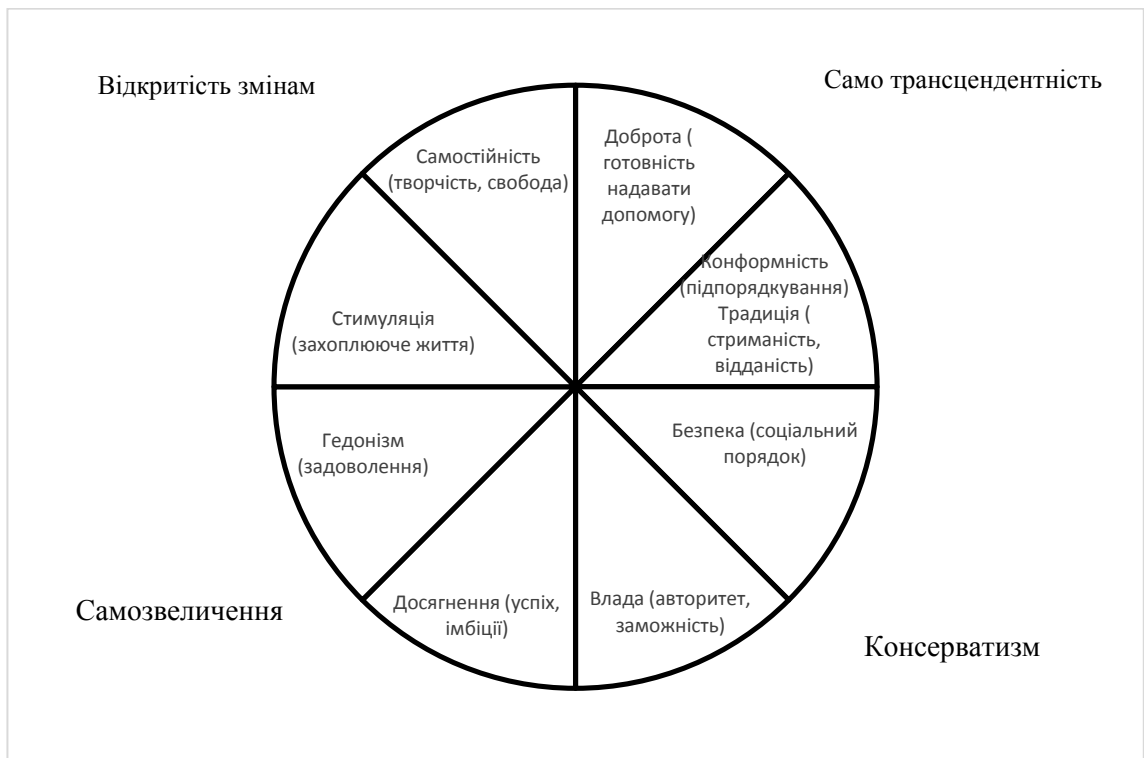 Відкритість змінам
Само трансцендентність
Самостійність
(творчість, свобода)
Доброта (
готовність
надавати
допомогу)
Конформність
(підпорядкування)
Традиція (
стриманість,
відданість)
Стимуляція
(захоплююче життя)
Гедонізм
(задоволення)
Безпека (соціальний
порядок)
Досягнення (успіх,
імбіції)
Влада (авторитет,
заможність)
Самозвеличення
Консерватизм